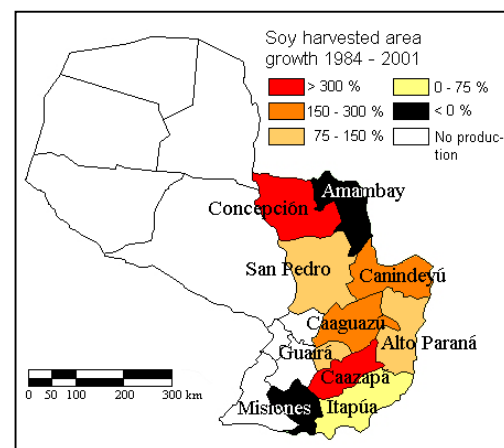 Soy harvested area
growth 1984 - 2001
> 300 %
0 - 75 %
150 - 300 %
< 0 %
75 - 150 %
No produc-
tion
Amambay
Concepción
San Pedro
Canindeyú
Caaguazú
Alto Paraná
Guairá
Caazapá
Misiones
Itapúa
0 50 100 200 300 km